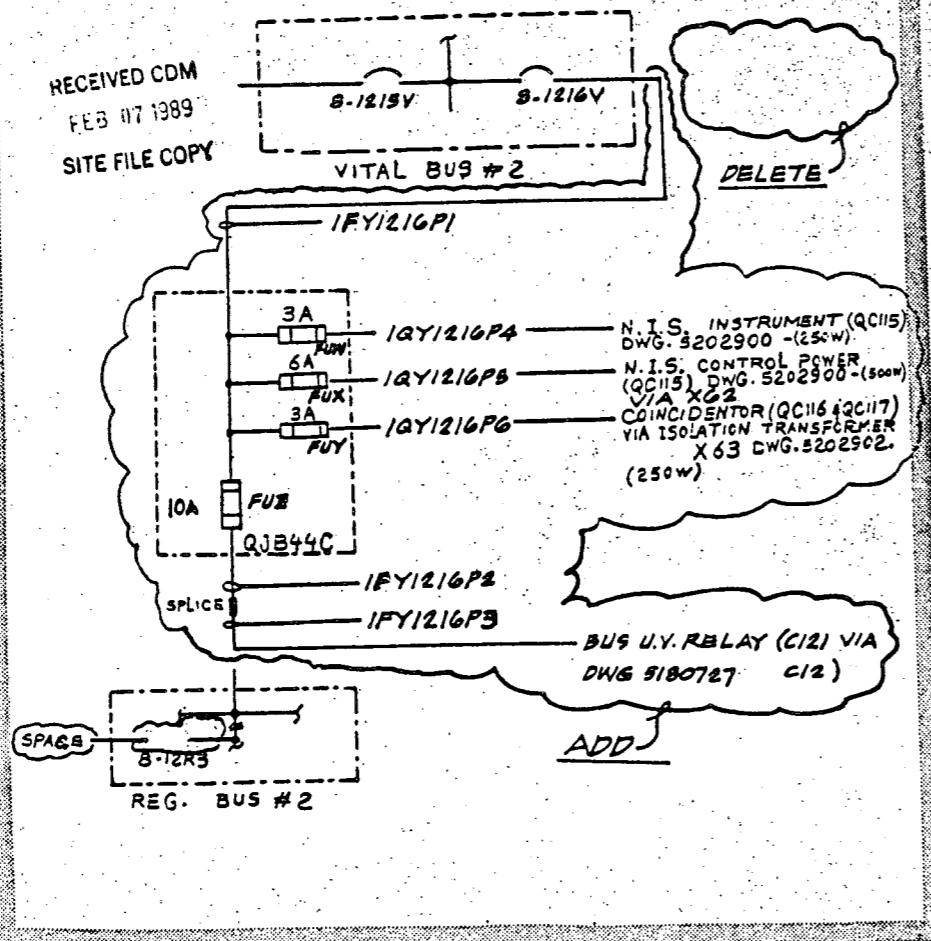 RECEIVED CDM
FEB 07 1989
SITE FILE COPY
8-1215V
8-1216V
VITAL BUS #2
DELETE
1FY1216P1
3A
FUW
1QY1216P4
N.I.S. INSTRUMENT (QC115)
DWG. 5202900 -(250W)
6A
FUX
1QY1216P5
N.I.S. CONTROL POWER
(QC115) DWG. 5202900-(500W)
VIA X62
3A
FUY
1QY1216P6
COINCIDENTOR (QC116 & QC117)
VIA ISOLATION TRANSFORMER
X63 DWG. 5202902.
(250W)
10A
FUZ
QJB44C
1FY1216P2
SPLICE
1FY1216P3
BUS U.V. RELAY (C12) VIA
DWG 5180727 C12)
SPACE
8-12R3
ADD
REG. BUS #2